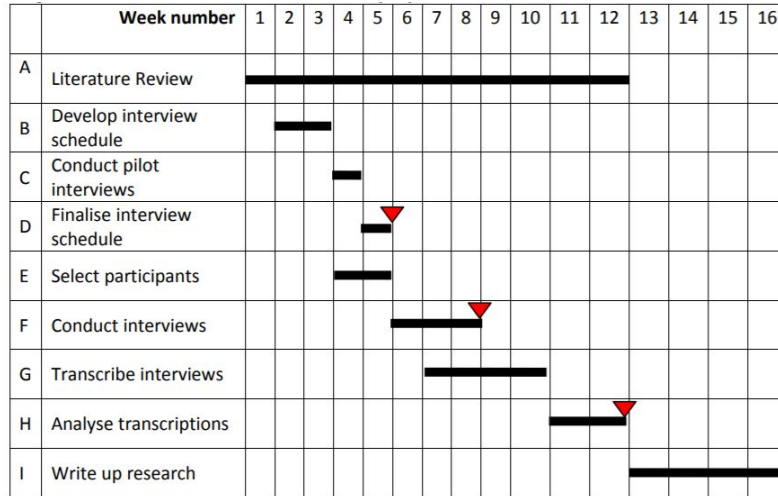 Week number 1 2 3 4 5 6 7 8 9 10 11 12 13 14 15 16
A Literature Review
B Develop interview
schedule
C Conduct pilot
interviews
D Finalise interview
schedule
E Select participants
F Conduct interviews
G Transcribe interviews
H Analyse transcriptions
I Write up research